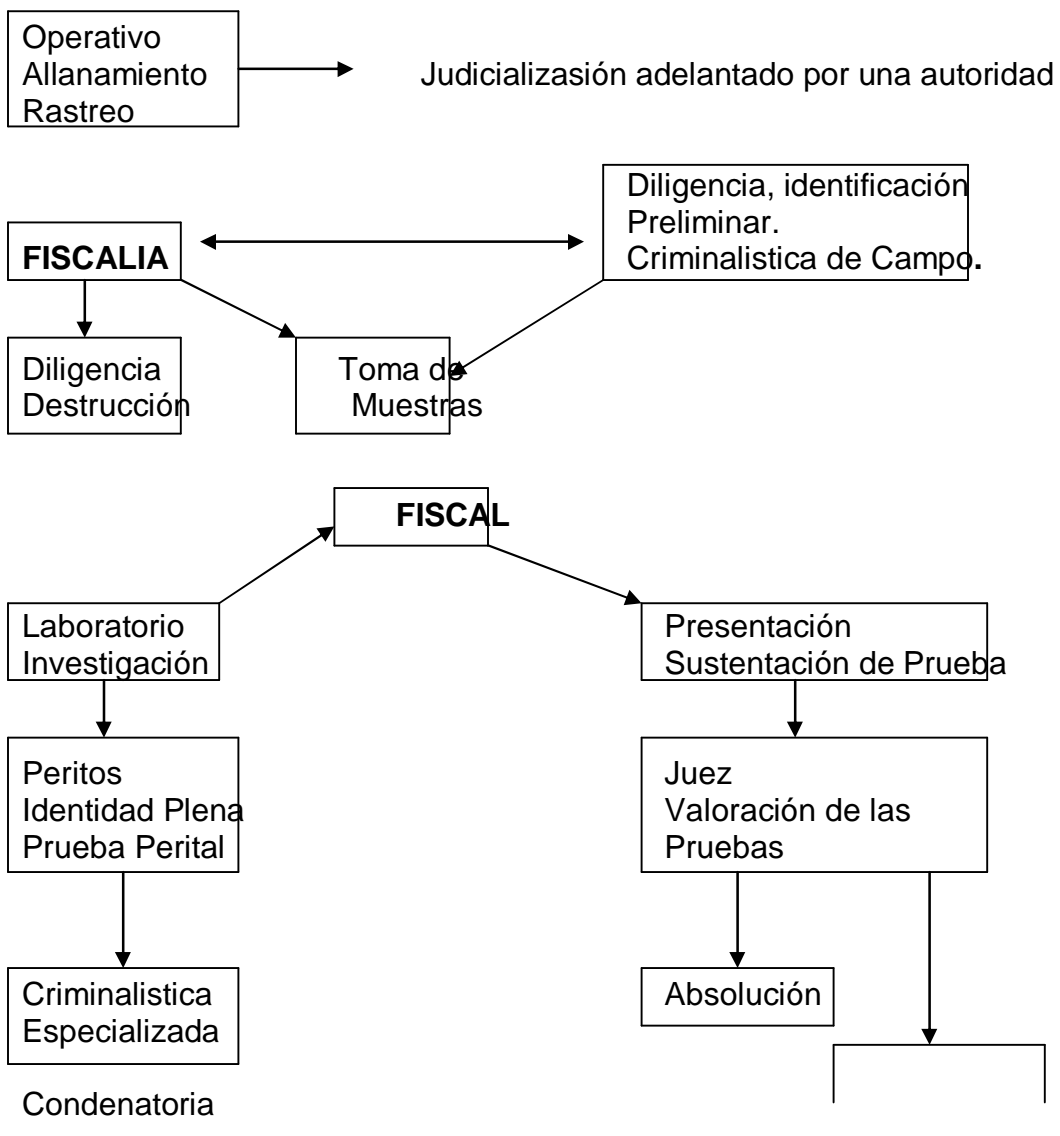 Operativo
Allanamiento
Rastreo
Judicializasión adelantado por una autoridad
Diligencia, identificación
Preliminar.
Criminalistica de Campo.
FISCALIA
Diligencia
Destrucción
Toma de
Muestras
FISCAL
Laboratorio
Investigación
Presentación
Sustentación de Prueba
Peritos
Identidad Plena
Prueba Perital
Juez
Valoración de las
Pruebas
Criminalistica
Especializada
Absolución
Condenatoria